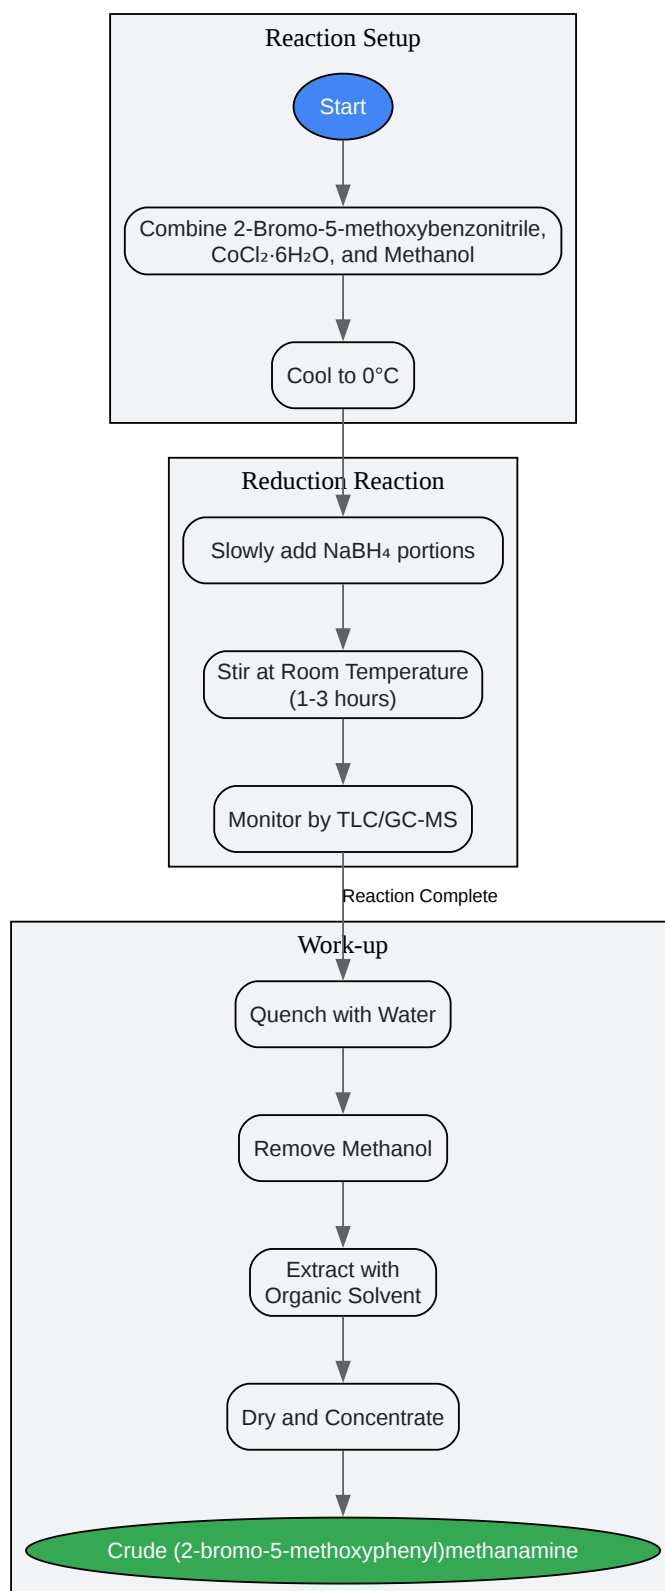 Reaction Setup
Start
Combine 2-Bromo-5-methoxybenzonitrile,
CoCl₂·6H₂O, and Methanol
Cool to 0°C
Reduction Reaction
Slowly add NaBH₄ portions
Stir at Room Temperature
(1-3 hours)
Monitor by TLC/GC-MS
Reaction Complete
Work-up
Quench with Water
Remove Methanol
Extract with
Organic Solvent
Dry and Concentrate
Crude (2-bromo-5-methoxyphenyl)methanamine